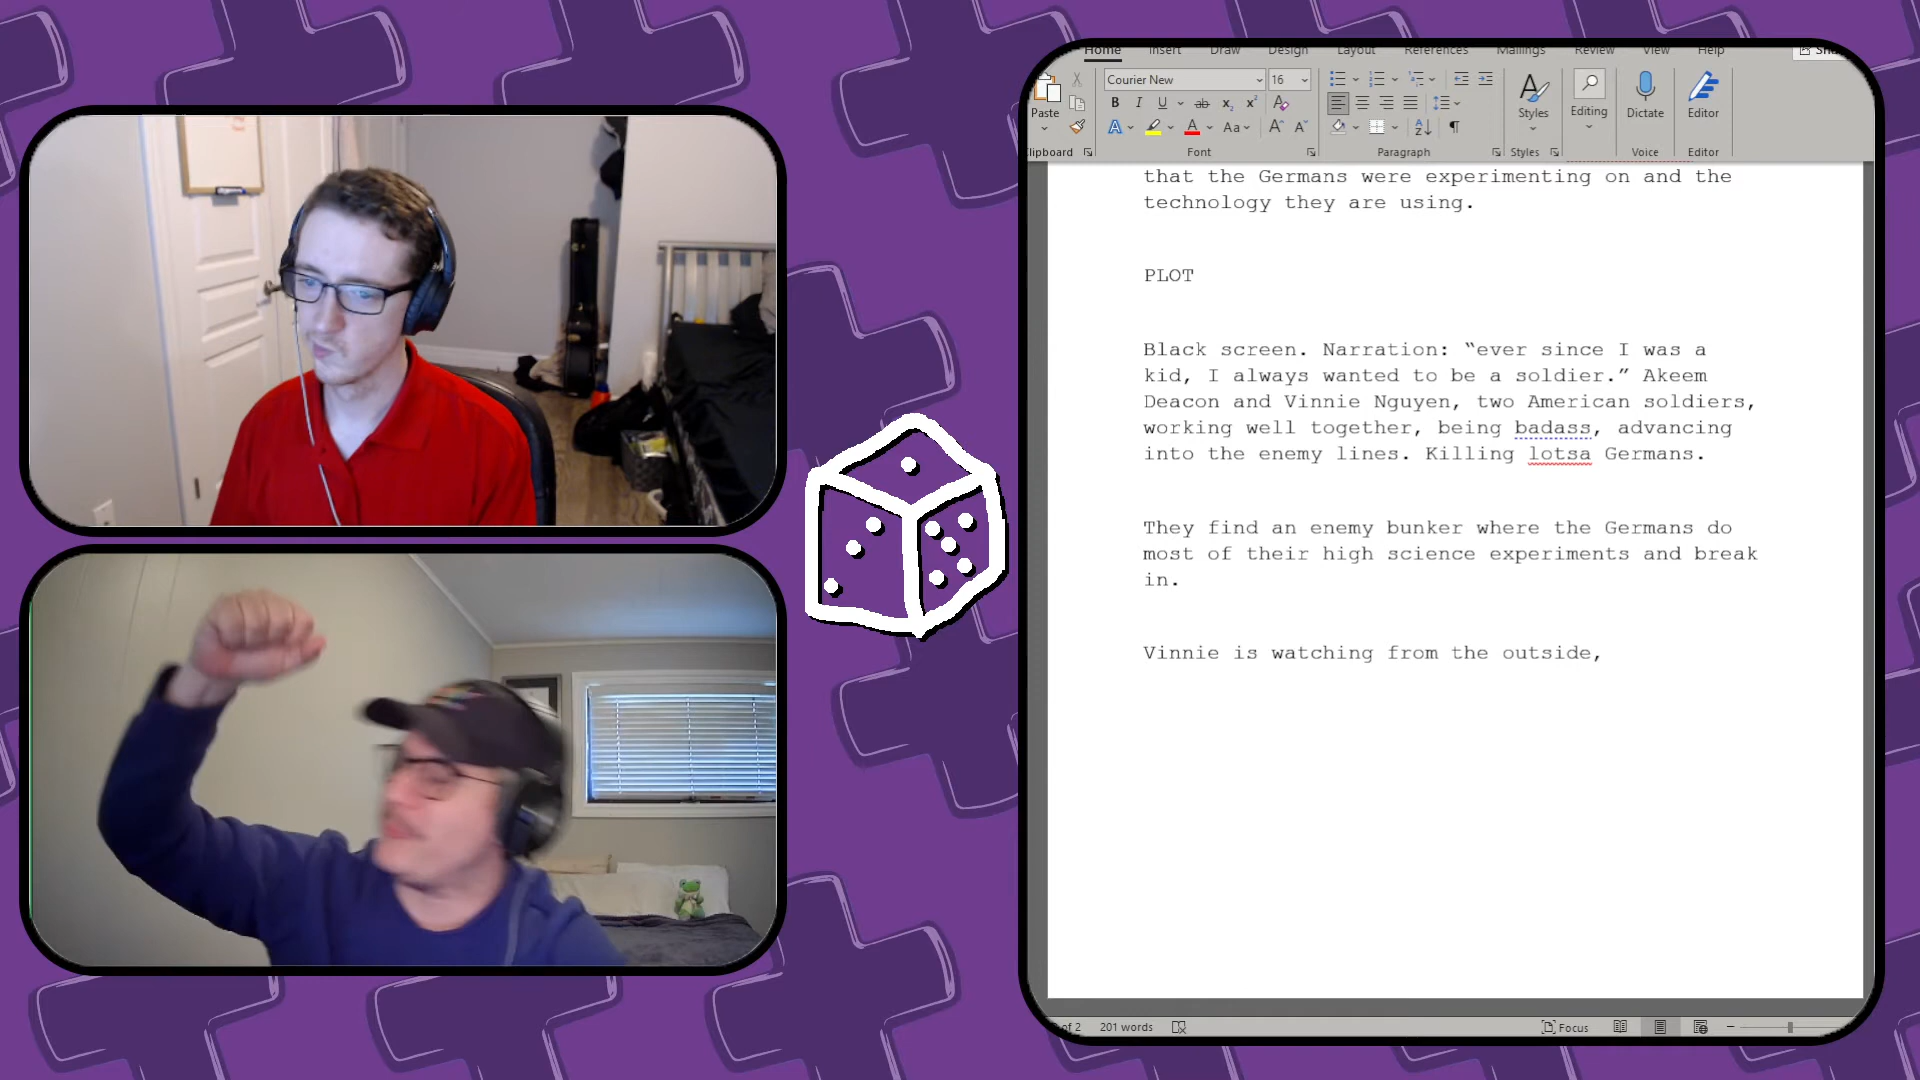 Home Insert Draw Design Layout References Mailings Review View Help
Courier New 16
Paste
Editing
Styles
Dictate
Editor
Clipboard Font Paragraph Styles Voice Editor
that the Germans were experimenting on and the
technology they are using.
PLOT
Black screen. Narration: “ever since I was a
kid, I always wanted to be a soldier.” Akeem
Deacon and Vinnie Nguyen, two American soldiers,
working well together, being badass, advancing
into the enemy lines. Killing lotsa Germans.
They find an enemy bunker where the Germans do
most of their high science experiments and break
in.
Vinnie is watching from the outside,
of 2 201 words Focus